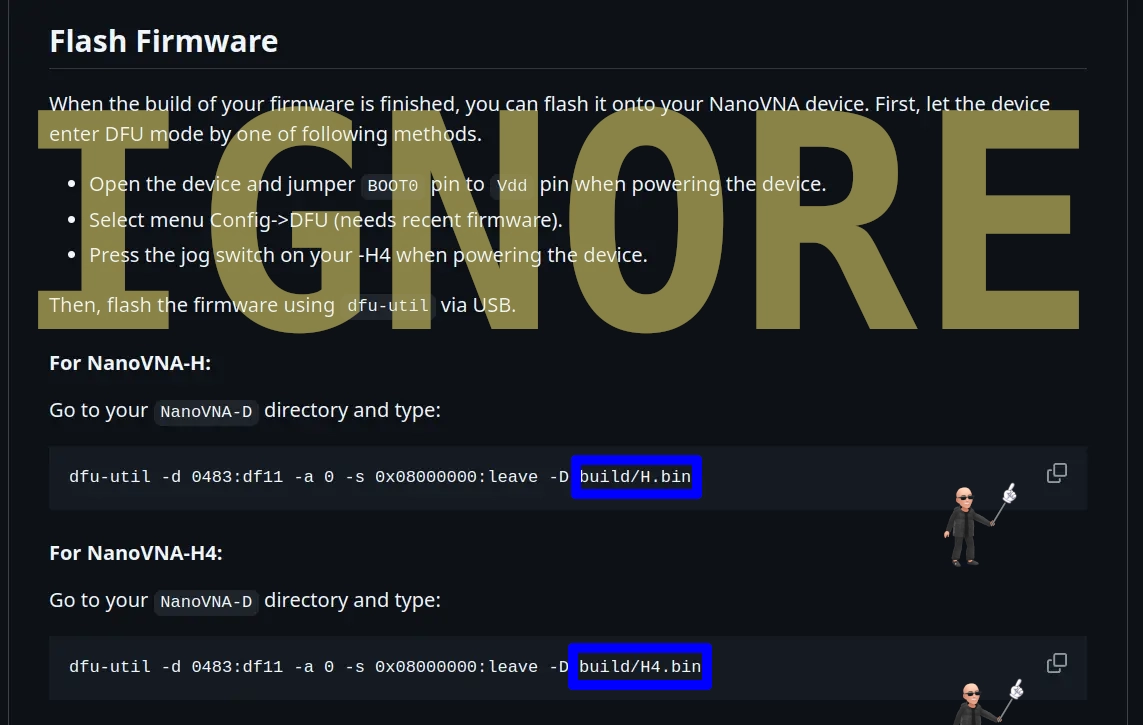 Flash Firmware
When the build of your firmware is finished, you can flash it onto your NanoVNA device. First, let the device
enter DFU mode by one of following methods.
IGNORE
Open the device and jumper BOOT0 pin to Vdd pin when powering the device.
Select menu Config->DFU (needs recent firmware).
Press the jog switch on your -H4 when powering the device.
Then, flash the firmware using dfu-util via USB.
For NanoVNA-H:
Go to your NanoVNA-D directory and type:
dfu-util -d 0483:df11 -a 0 -s 0x08000000:leave -D build/H.bin
For NanoVNA-H4:
Go to your NanoVNA-D directory and type:
dfu-util -d 0483:df11 -a 0 -s 0x08000000:leave -D build/H4.bin